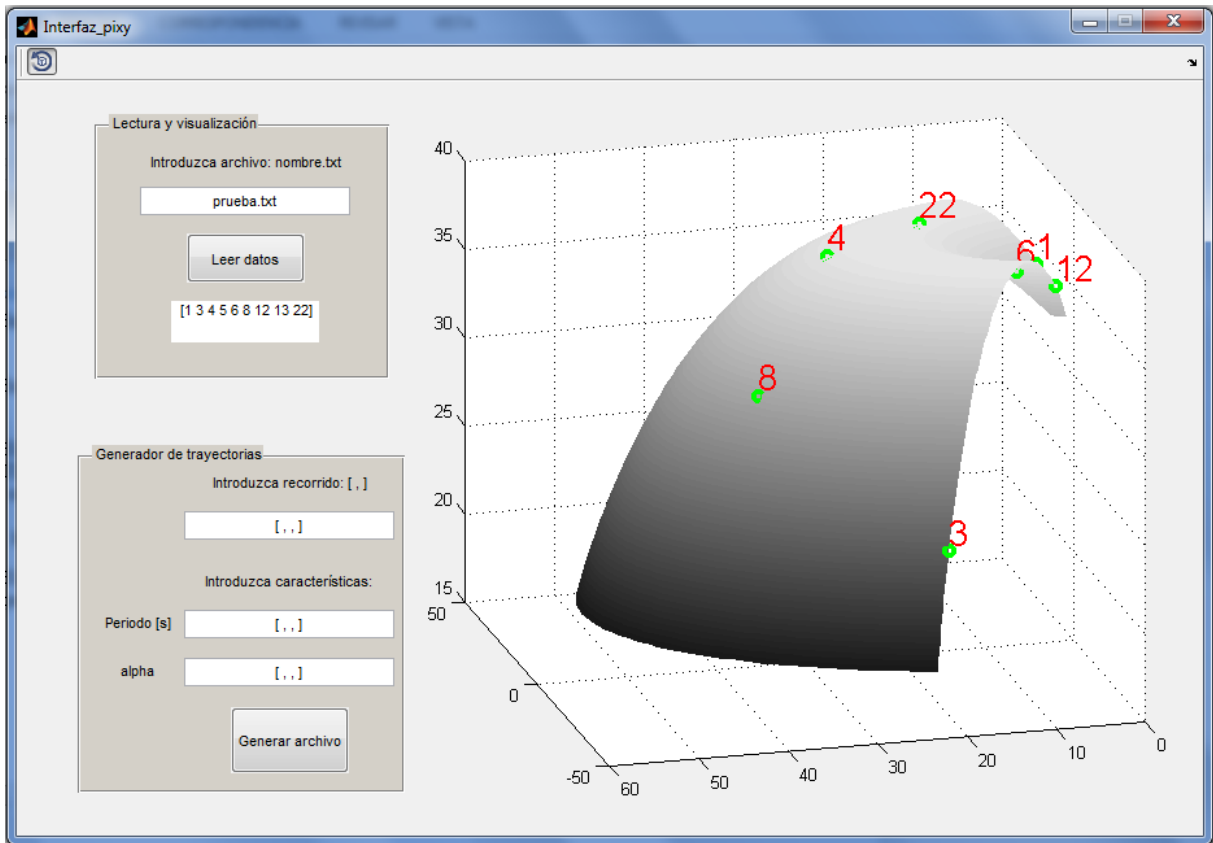 Interfaz_pixy
Lectura y visualización
Introduzca archivo: nombre.txt
prueba.txt
Leer datos
[1 3 4 5 6 8 12 13 22]
Generador de trayectorias
Introduzca recorrido: [ , ]
[ , , ]
Introduzca características:
Periodo [s]
[ , , ]
alpha
[ , , ]
Generar archivo
40
35
30
25
20
15
50
0
-50
60
50
40
30
20
10
0
22
4
6
1
12
8
3